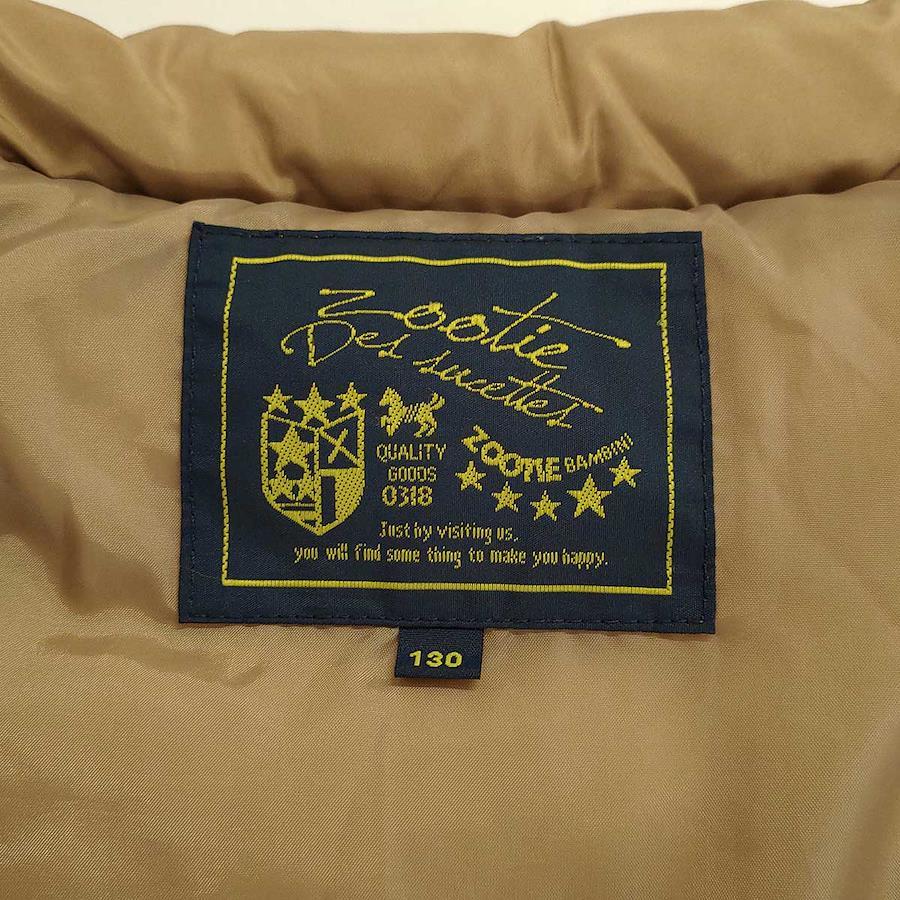 Zootie
Des sucettes
QUALITY
GOODS
0318
ZOOTIE BAMBINI
Just by visiting us,
you will find some thing to make you happy.
130